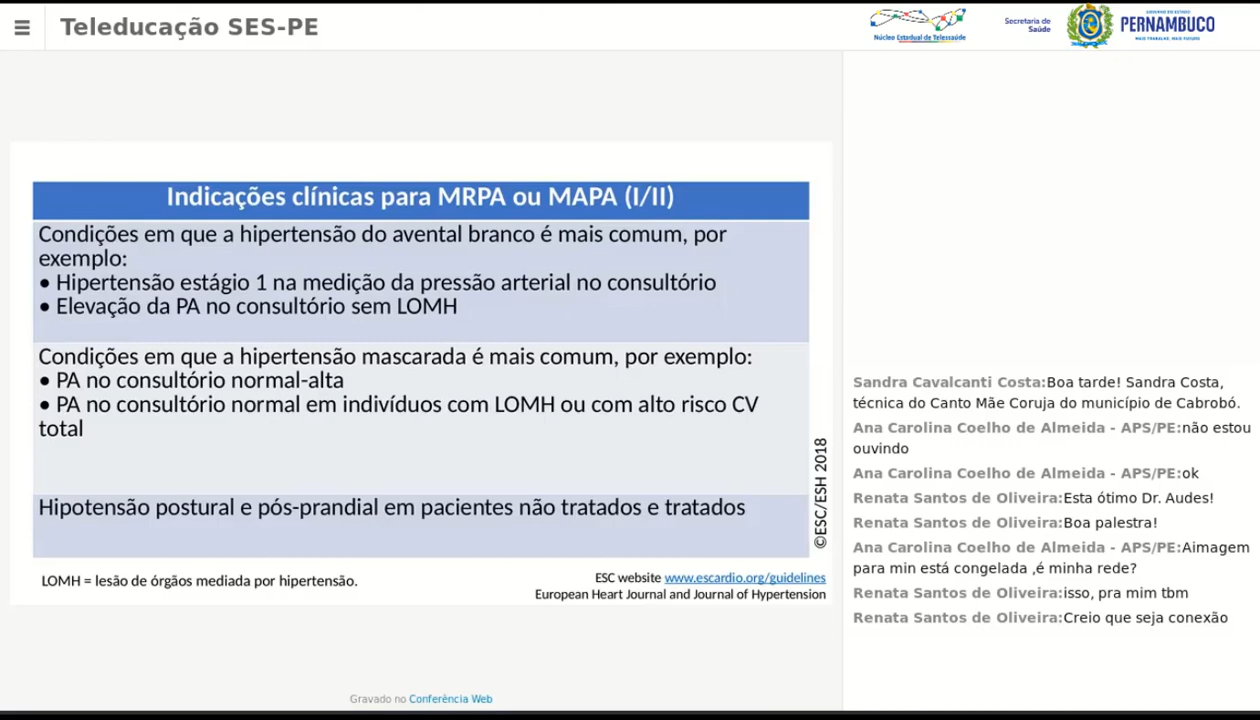 Teleducação SES-PE
Núcleo Estadual de Telessaúde
Secretaria de
Saúde
GOVERNO DO ESTADO
PERNAMBUCO
MAIS TRABALHO, MAIS FUTURO
Indicações clínicas para MRPA ou MAPA (I/II)
Condições em que a hipertensão do avental branco é mais comum, por
exemplo:
• Hipertensão estágio 1 na medição da pressão arterial no consultório
• Elevação da PA no consultório sem LOMH
Condições em que a hipertensão mascarada é mais comum, por exemplo:
• PA no consultório normal-alta
• PA no consultório normal em indivíduos com LOMH ou com alto risco CV
total
Hipotensão postural e pós-prandial em pacientes não tratados e tratados
©ESC/ESH 2018
LOMH = lesão de órgãos mediada por hipertensão.
ESC website www.escardio.org/guidelines
European Heart Journal and Journal of Hypertension
Sandra Cavalcanti Costa:Boa tarde! Sandra Costa,
técnica do Canto Mãe Coruja do município de Cabrobó.
Ana Carolina Coelho de Almeida - APS/PE:não estou
ouvindo
Ana Carolina Coelho de Almeida - APS/PE:ok
Renata Santos de Oliveira:Esta ótimo Dr. Audes!
Renata Santos de Oliveira:Boa palestra!
Ana Carolina Coelho de Almeida - APS/PE:Aimagem
para min está congelada ,é minha rede?
Renata Santos de Oliveira:isso, pra mim tbm
Renata Santos de Oliveira:Creio que seja conexão
Gravado no Conferência Web